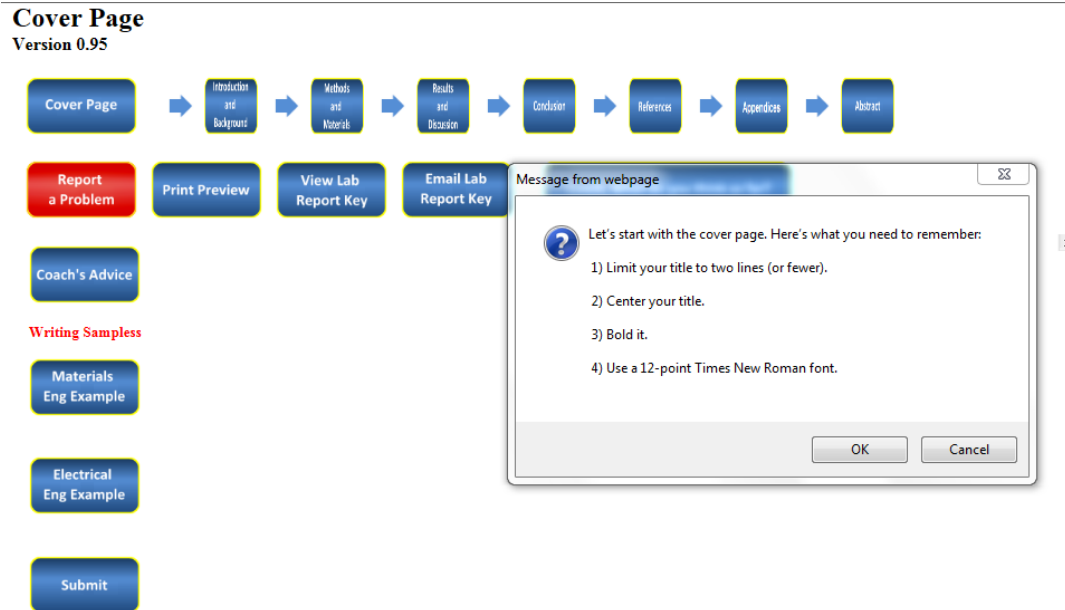 Cover Page
Version 0.95
Cover Page
Introduction
and
Background
Methods
and
Materials
Results
and
Discussion
Conclusion
References
Appendices
Abstract
Report
a Problem
Print Preview
View Lab
Report Key
Email Lab
Report Key
Message from webpage
Let's start with the cover page. Here's what you need to remember:
1) Limit your title to two lines (or fewer).
2) Center your title.
3) Bold it.
4) Use a 12-point Times New Roman font.
OK
Cancel
Coach's Advice
Writing Sampless
Materials
Eng Example
Electrical
Eng Example
Submit